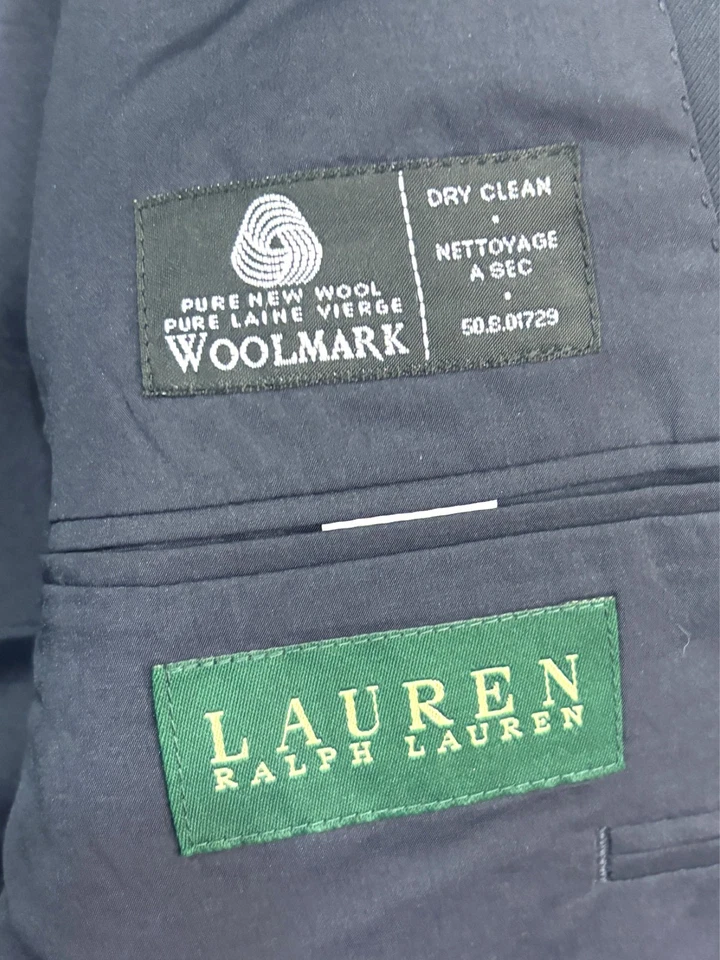 PURE NEW WOOL
PURE LAINE VIERGE
WOOLMARK
DRY CLEAN
•
NETTOYAGE
A SEC
•
50.8.01729
LAUREN
RALPH LAUREN